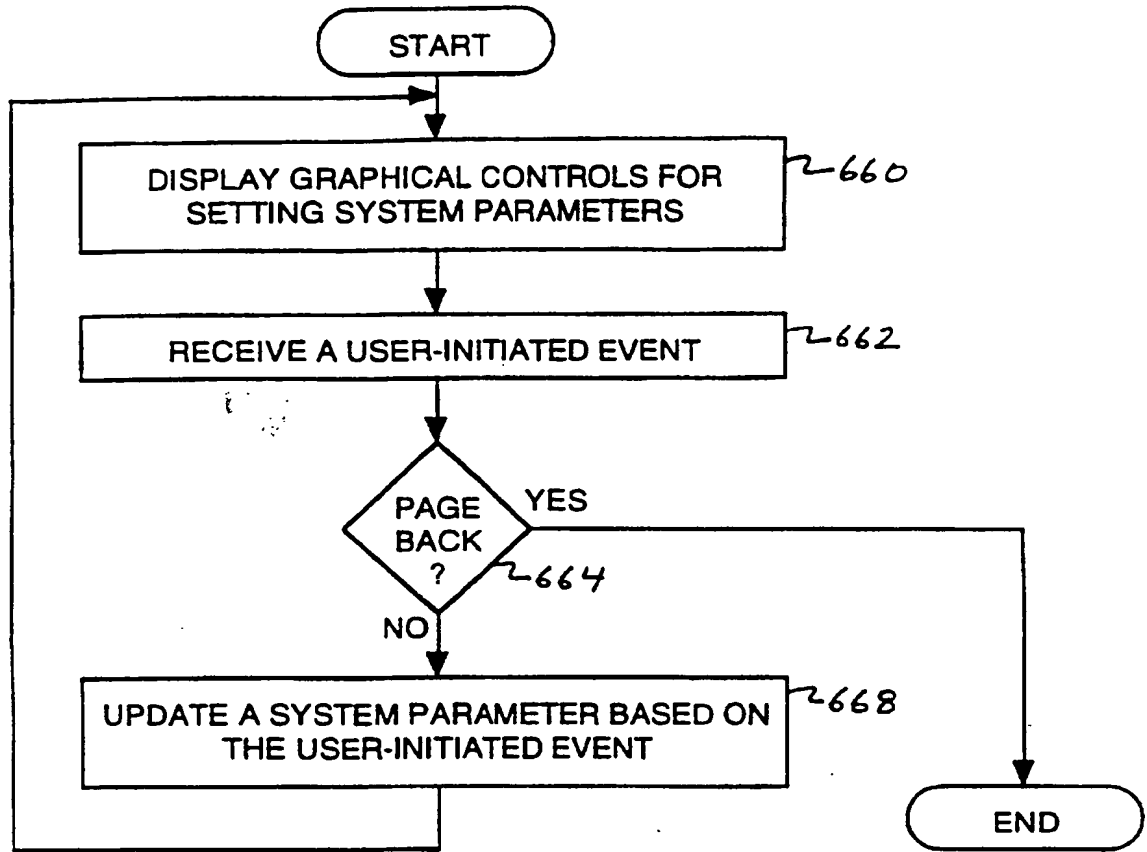 START
DISPLAY GRAPHICAL CONTROLS FOR
SETTING SYSTEM PARAMETERS
660
RECEIVE A USER-INITIATED EVENT
662
PAGE
BACK
?
YES
664
NO
UPDATE A SYSTEM PARAMETER BASED ON
THE USER-INITIATED EVENT
668
END